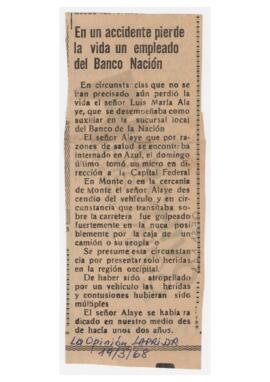 En un accidente pierde
la vida un empleado
del Banco Nación
En circunstancias que no se
han precisado aún perdió la
vida el señor Luis María Ala
ye, que se desempeñaba como
auxiliar en la sucursal local
del Banco de la Nación
El señor Alaye que por ra-
zones de salud se encontraba
internado en Azul, el domingo
último tomó un micro en di-
rección a la Capital Federal
En Monte o en la cercania
de Monte el señor Alaye des
cendio del vehículo y en cir-
cunstancia que transitaba so-
bre la carretera fue golpeado
fuertemente en la nuca posi-
blemente por la caja de un
camión o su acopla o
Se presume esta circunstan
cia por presentar solo heridas
en la región occipital.
De haber sido atropellado
por un vehículo las heridas
y contusiones hubieran sido
múltiples
El señor Alaye se había ra
dicado en nuestro medio des
de hacía unos dos años.
La Opinión LAPRIDA
19/3/68